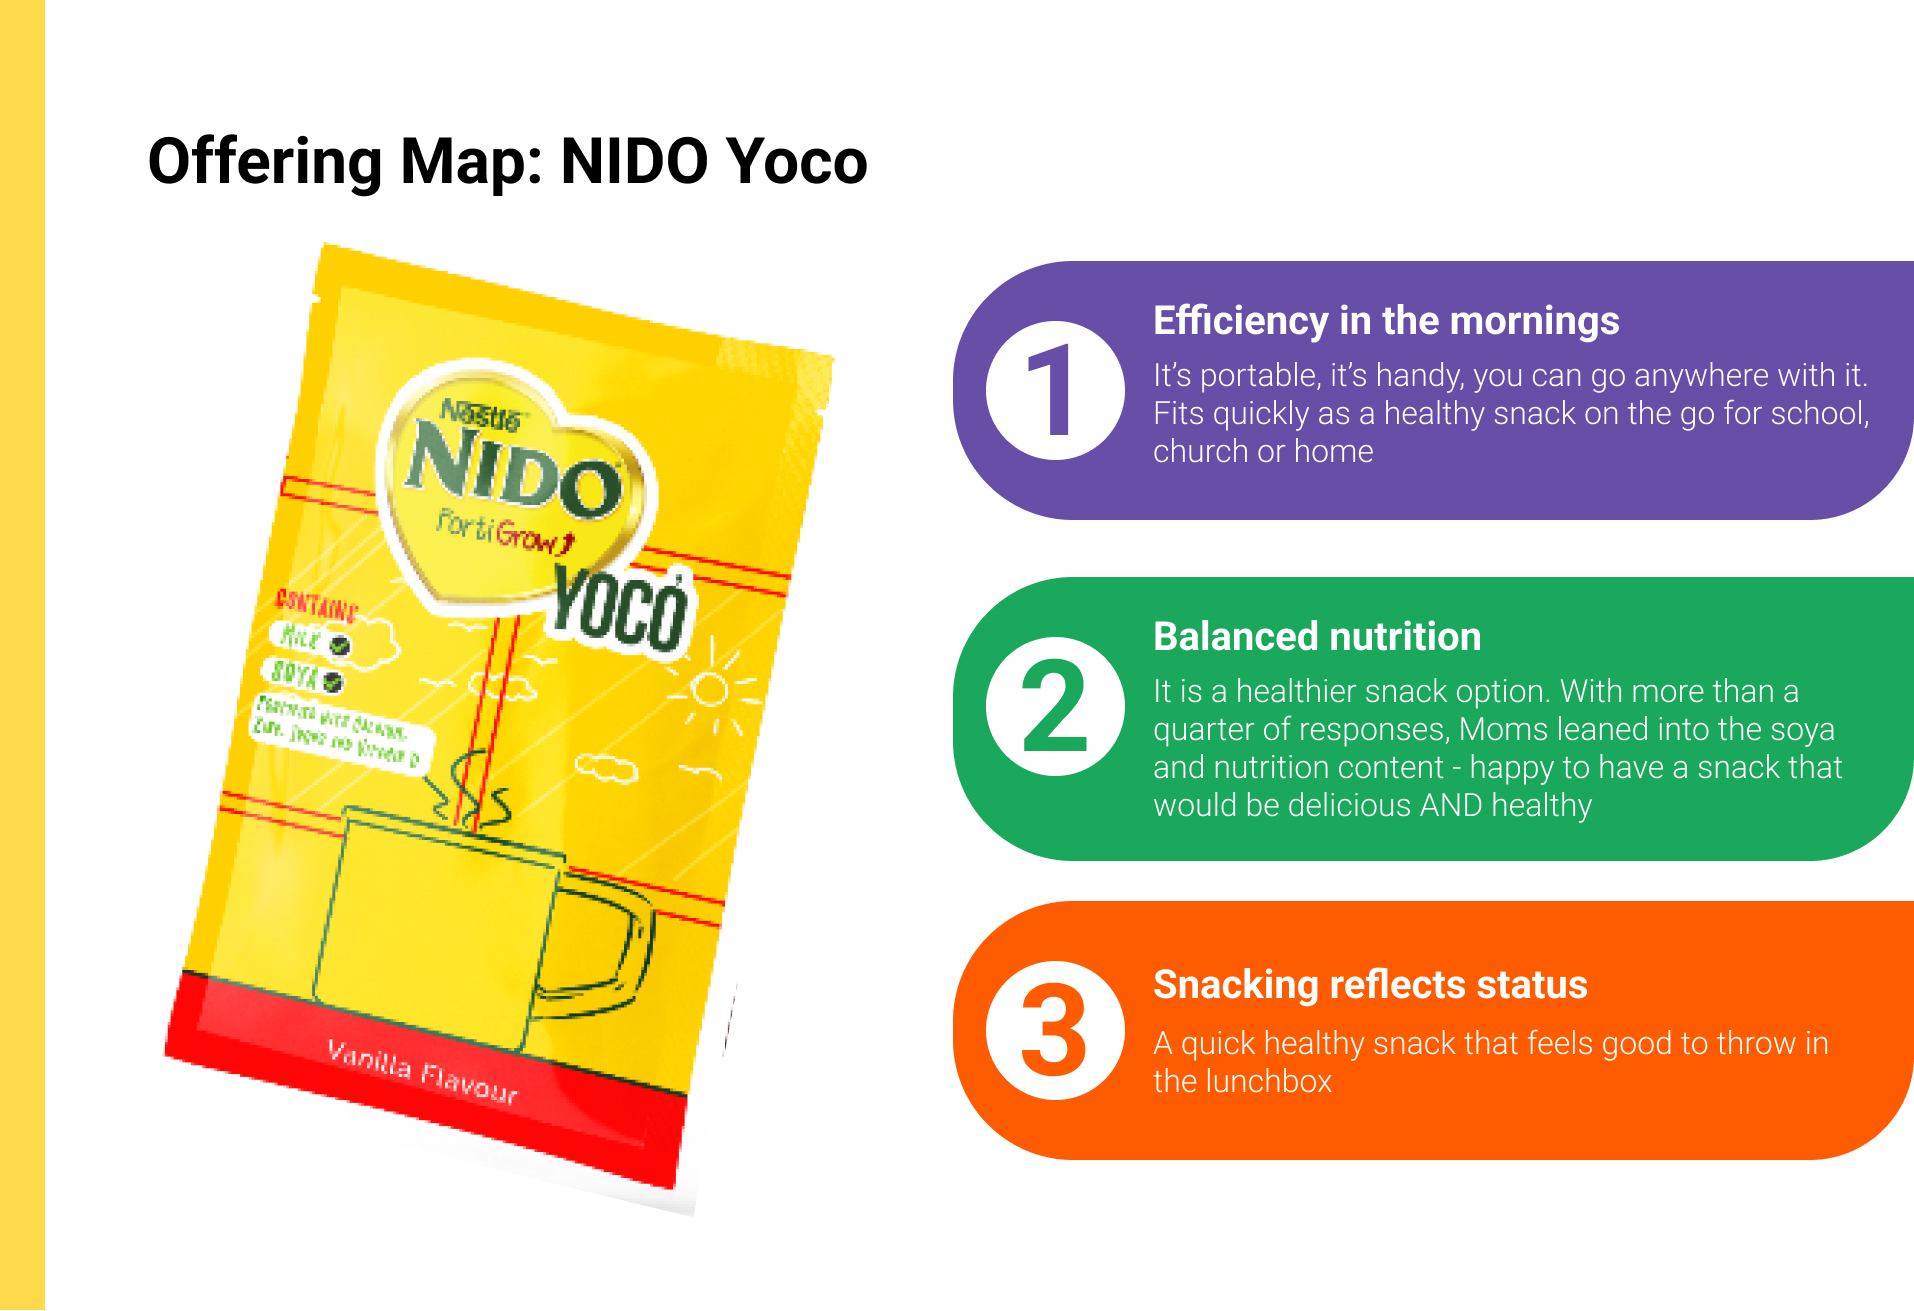 Offering Map: NIDO Yoco
Nestlé
NIDO
FortiGrow
YOCO
CONTAINS
MILK
SOYA
Fortified with Calcium,
Zinc, Iron and Vitamin D
Vanilla Flavour
1
Efficiency in the mornings
It’s portable, it’s handy, you can go anywhere with it.
Fits quickly as a healthy snack on the go for school,
church or home
2
Balanced nutrition
It is a healthier snack option. With more than a
quarter of responses, Moms leaned into the soya
and nutrition content - happy to have a snack that
would be delicious AND healthy
3
Snacking reflects status
A quick healthy snack that feels good to throw in
the lunchbox